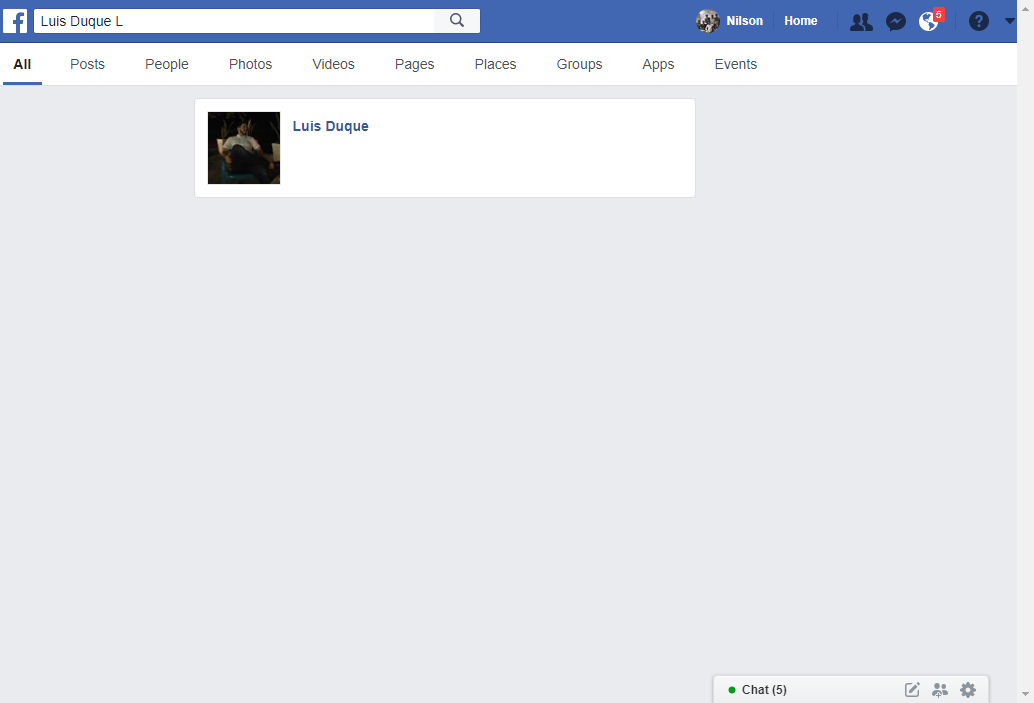 Luis Duque L
Nilson
Home
5
?
All
Posts
People
Photos
Videos
Pages
Places
Groups
Apps
Events
Luis Duque
Chat (5)